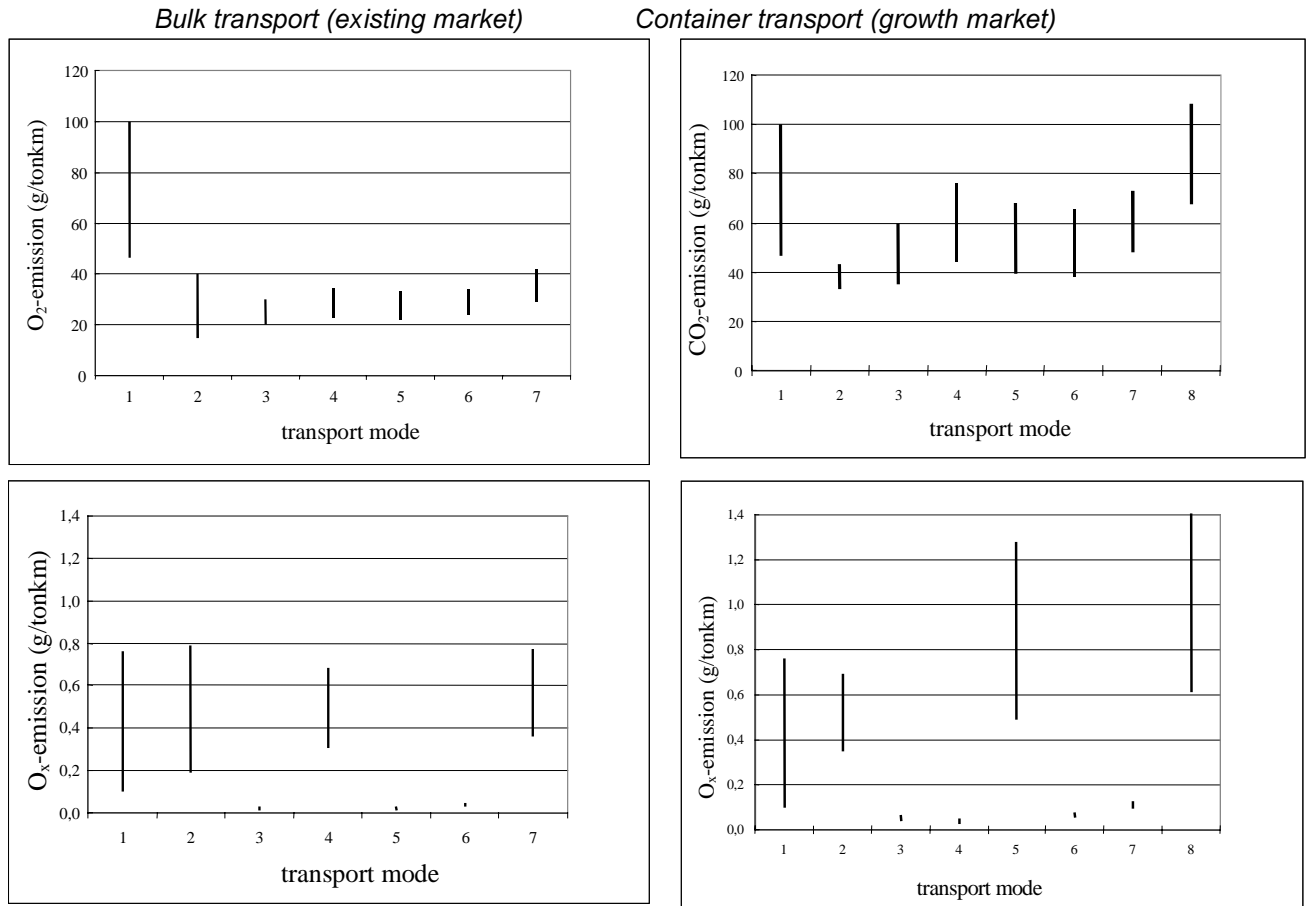 Bulk transport (existing market) Container transport (growth market)
120
100
80
60
40
20
0
O₂-emission (g/tonkm)
1 2 3 4 5 6 7
transport mode
120
100
80
60
40
20
0
CO₂-emission (g/tonkm)
1 2 3 4 5 6 7 8
transport mode
1,4
1,2
1,0
0,8
0,6
0,4
0,2
0,0
Oₓ-emission (g/tonkm)
1 2 3 4 5 6 7
transport mode
1,4
1,2
1,0
0,8
0,6
0,4
0,2
0,0
Oₓ-emission (g/tonkm)
1 2 3 4 5 6 7 8
transport mode